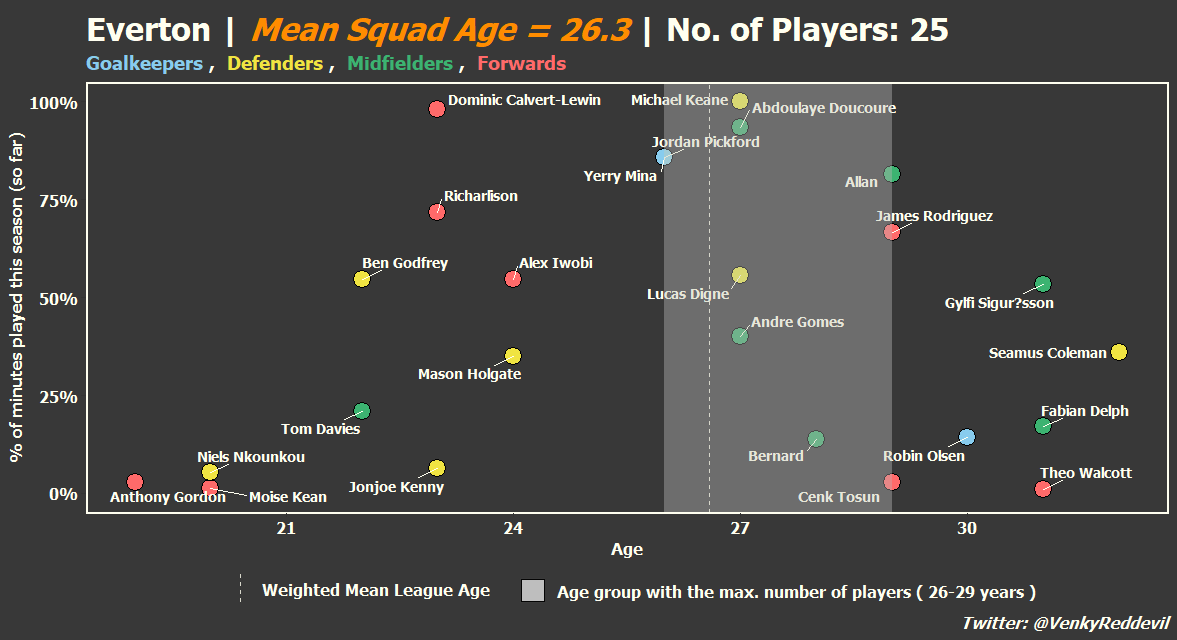 Everton | Mean Squad Age = 26.3 | No. of Players: 25
Goalkeepers , Defenders , Midfielders , Forwards
% of minutes played this season (so far)
100%
75%
50%
25%
0%
Dominic Calvert-Lewin
Michael Keane
Abdoulaye Doucoure
Jordan Pickford
Yerry Mina
Allan
Richarlison
James Rodriguez
Ben Godfrey
Alex Iwobi
Lucas Digne
Gylfi Sigur?sson
Andre Gomes
Seamus Coleman
Mason Holgate
Fabian Delph
Tom Davies
Bernard
Robin Olsen
Niels Nkounkou
Theo Walcott
Jonjoe Kenny
Anthony Gordon
Moise Kean
Cenk Tosun
21
24
27
30
Age
Weighted Mean League Age
Age group with the max. number of players ( 26-29 years )
Twitter: @VenkyReddevil